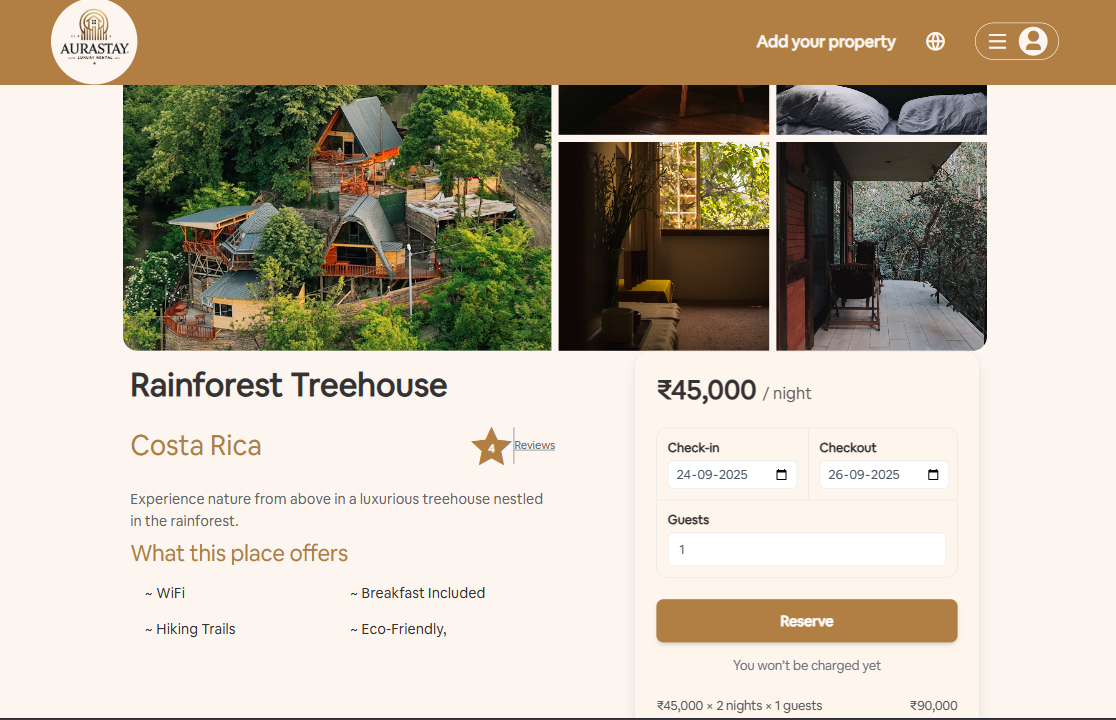 AURASTAY
LUXURY RENTAL
Add your property
Rainforest Treehouse
Costa Rica
4
Reviews
Experience nature from above in a luxurious treehouse nestled
in the rainforest.
What this place offers
~ WiFi
~ Breakfast Included
~ Hiking Trails
~ Eco-Friendly,
₹45,000 / night
Check-in
Checkout
24-09-2025
26-09-2025
Guests
1
Reserve
You won't be charged yet
₹45,000 × 2 nights × 1 guests
₹90,000